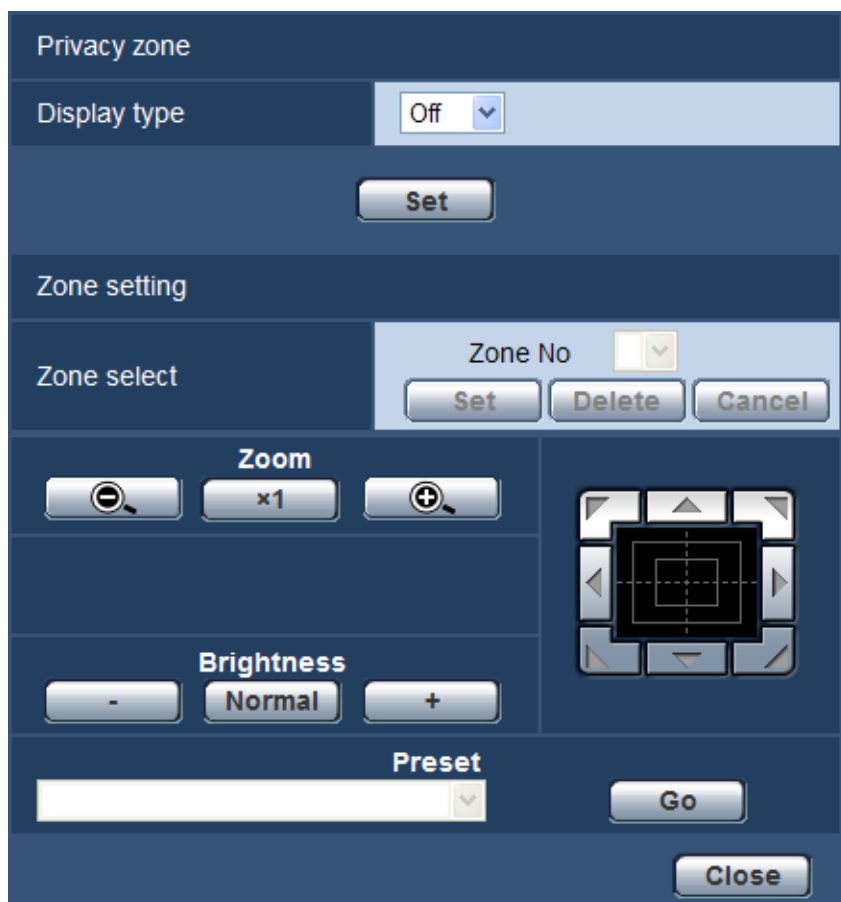 Privacy zone
Display type Off
Set
Zone setting
Zone select Zone No
Set Delete Cancel
Zoom
×1
Brightness
- Normal +
Preset
Go
Close